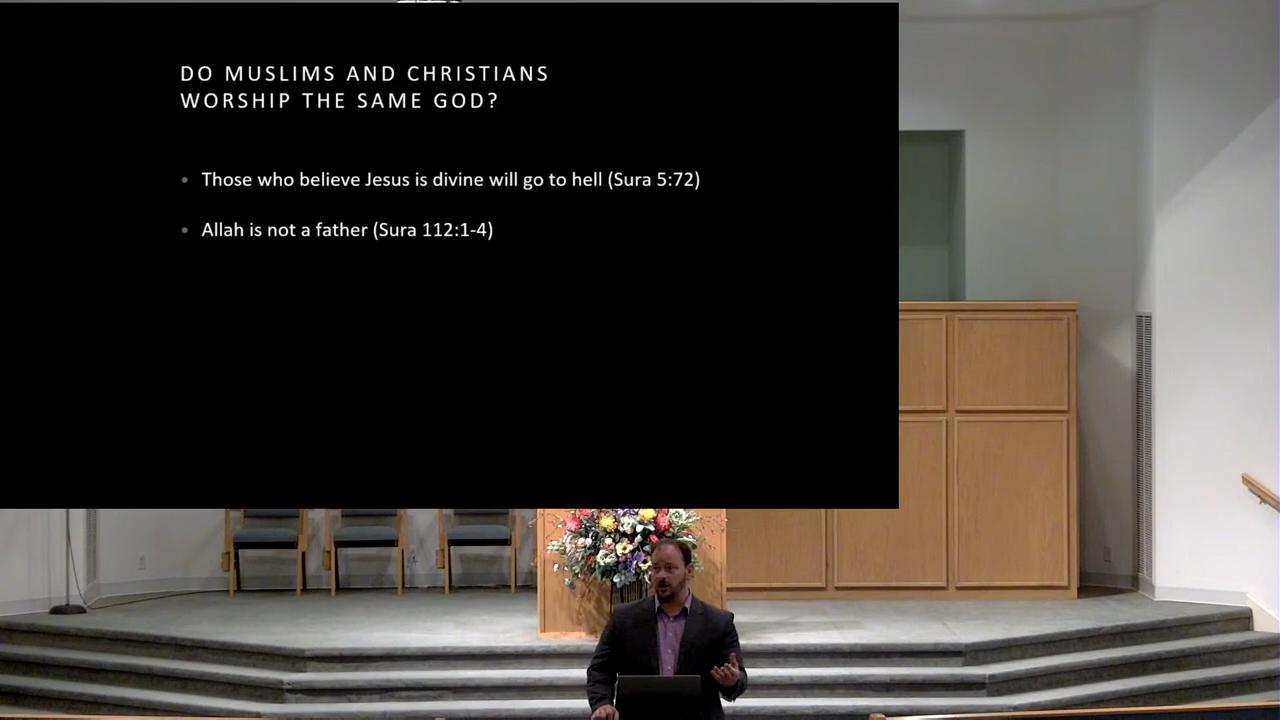 DO MUSLIMS AND CHRISTIANS
WORSHIP THE SAME GOD?
• Those who believe Jesus is divine will go to hell (Sura 5:72)
• Allah is not a father (Sura 112:1-4)